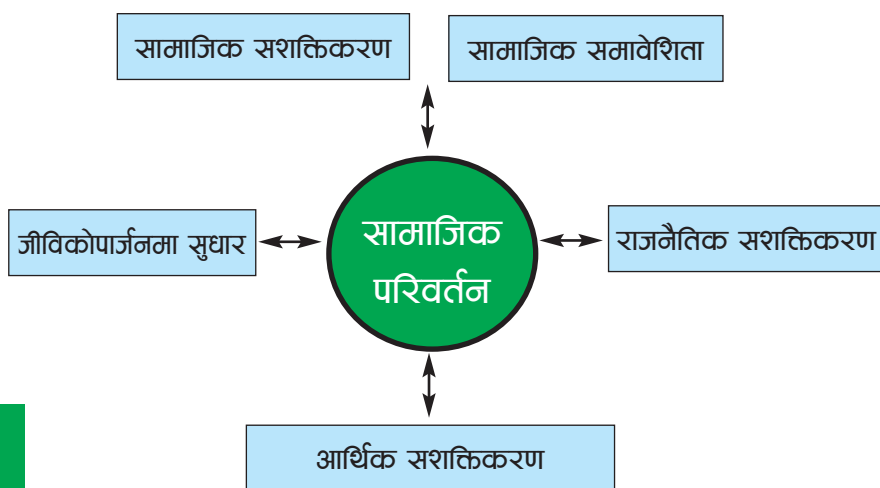 सामाजिक सशक्तिकरण
सामाजिक समावेशिता
जीविकोपार्जनमा सुधार
सामाजिक
परिवर्तन
राजनैतिक सशक्तिकरण
आर्थिक सशक्तिकरण